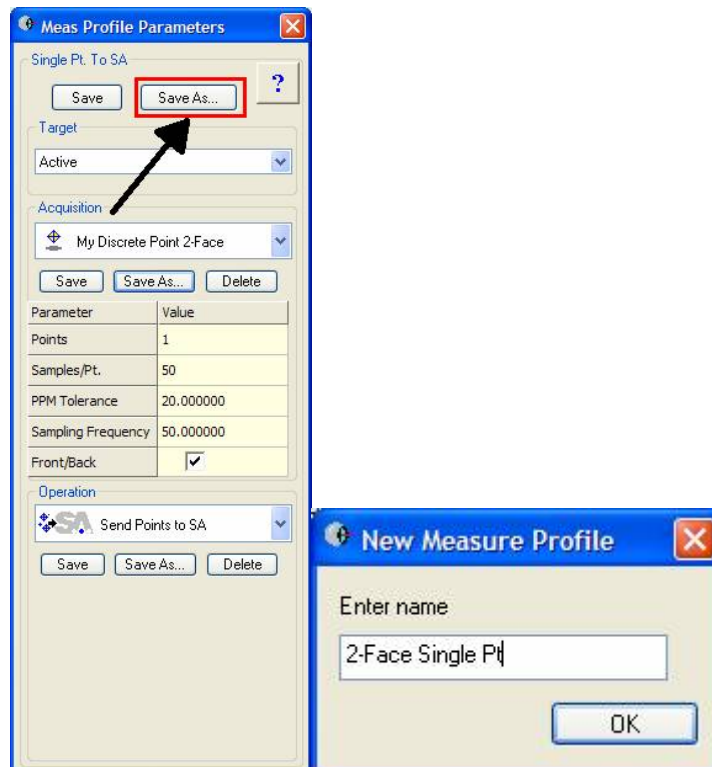 Meas Profile Parameters
Single Pt. To SA
?
Save Save As...
Target
Active
Acquisition
My Discrete Point 2-Face
Save Save As... Delete
Parameter Value
Points 1
Samples/Pt. 50
PPM Tolerance 20.000000
Sampling Frequency 50.000000
Front/Back
Operation
SA Send Points to SA
Save Save As... Delete
New Measure Profile
Enter name
2-Face Single Pt
OK